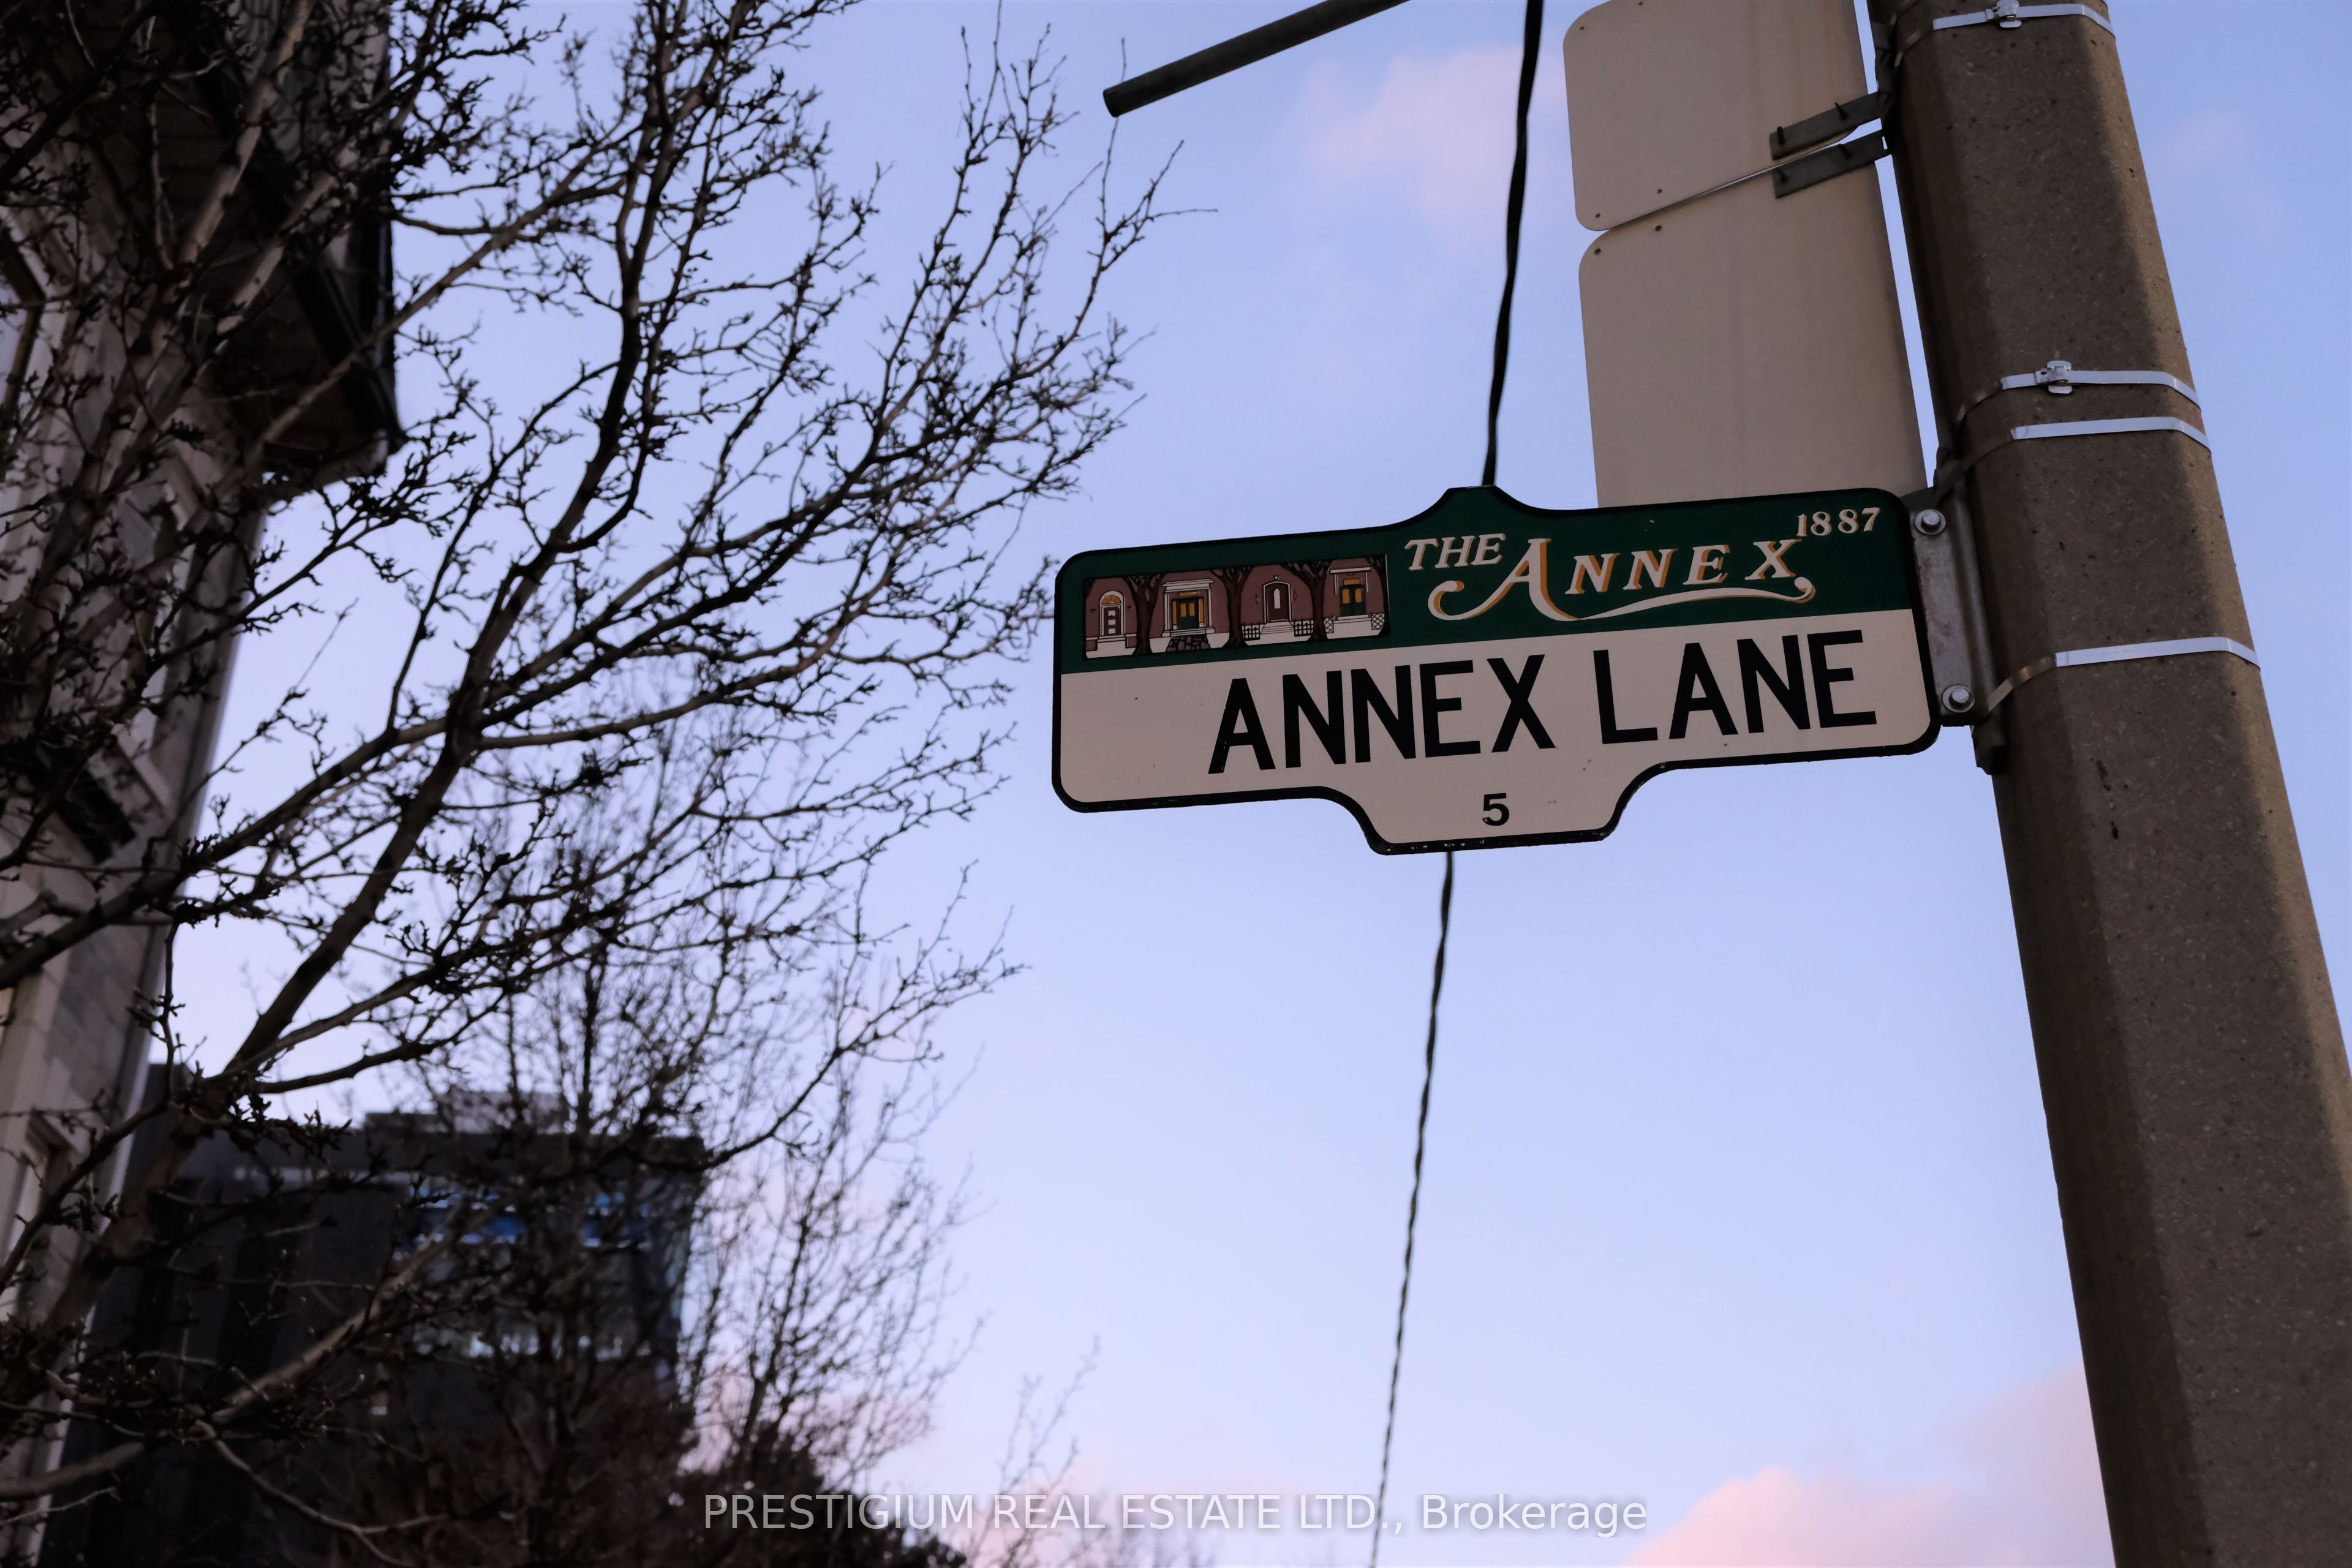 THE ANNEX 1887
ANNEX LANE
5
PRESTIGIUM REAL ESTATE LTD., Brokerage